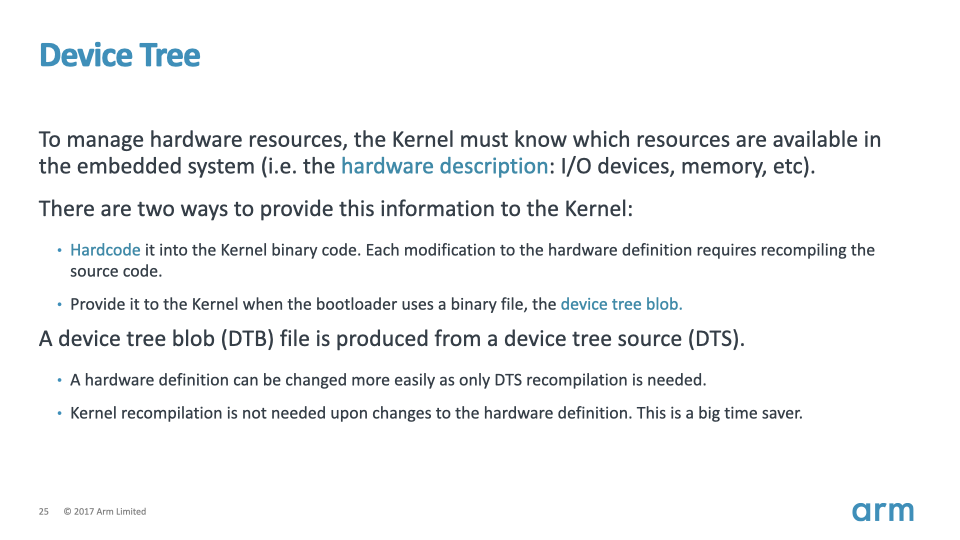 Device Tree
To manage hardware resources, the Kernel must know which resources are available in
the embedded system (i.e. the hardware description: I/O devices, memory, etc).
There are two ways to provide this information to the Kernel:
• Hardcode it into the Kernel binary code. Each modification to the hardware definition requires recompiling the
source code.
• Provide it to the Kernel when the bootloader uses a binary file, the device tree blob.
A device tree blob (DTB) file is produced from a device tree source (DTS).
• A hardware definition can be changed more easily as only DTS recompilation is needed.
• Kernel recompilation is not needed upon changes to the hardware definition. This is a big time saver.
25 © 2017 Arm Limited
arm